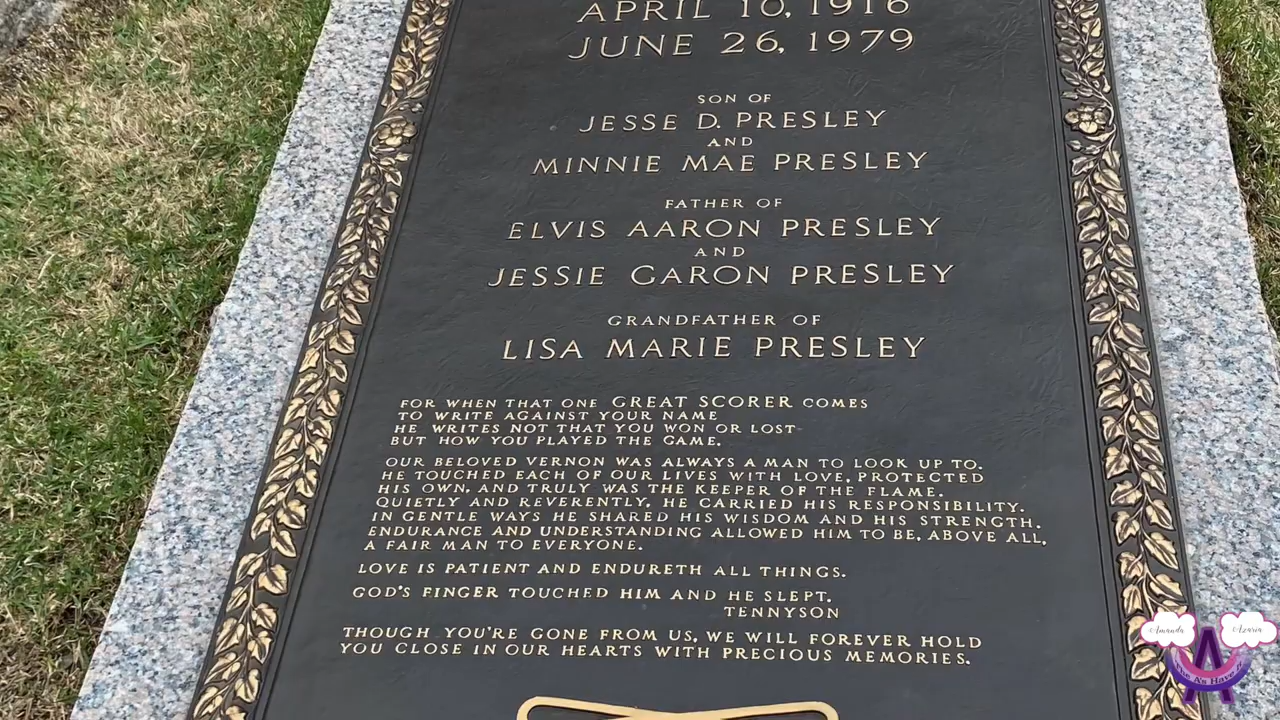 APRIL 10, 1916
JUNE 26, 1979
SON OF
JESSE D. PRESLEY
AND
MINNIE MAE PRESLEY
FATHER OF
ELVIS AARON PRESLEY
AND
JESSIE GARON PRESLEY
GRANDFATHER OF
LISA MARIE PRESLEY
FOR WHEN THAT ONE GREAT SCORER COMES
TO WRITE AGAINST YOUR NAME
HE WRITES NOT THAT YOU WON OR LOST
BUT HOW YOU PLAYED THE GAME.
OUR BELOVED VERNON WAS ALWAYS A MAN TO LOOK UP TO.
HE TOUCHED EACH OF OUR LIVES WITH LOVE, PROTECTED
HIS OWN, AND TRULY WAS THE KEEPER OF THE FLAME.
QUIETLY AND REVERENTLY, HE CARRIED HIS RESPONSIBILITY.
IN GENTLE WAYS HE SHARED HIS WISDOM AND HIS STRENGTH.
ENDURANCE AND UNDERSTANDING ALLOWED HIM TO BE, ABOVE ALL,
A FAIR MAN TO EVERYONE.
LOVE IS PATIENT AND ENDURETH ALL THINGS.
GOD'S FINGER TOUCHED HIM AND HE SLEPT.
TENNYSON
THOUGH YOU'RE GONE FROM US, WE WILL FOREVER HOLD
YOU CLOSE IN OUR HEARTS WITH PRECIOUS MEMORIES.
Amanda
Azaria